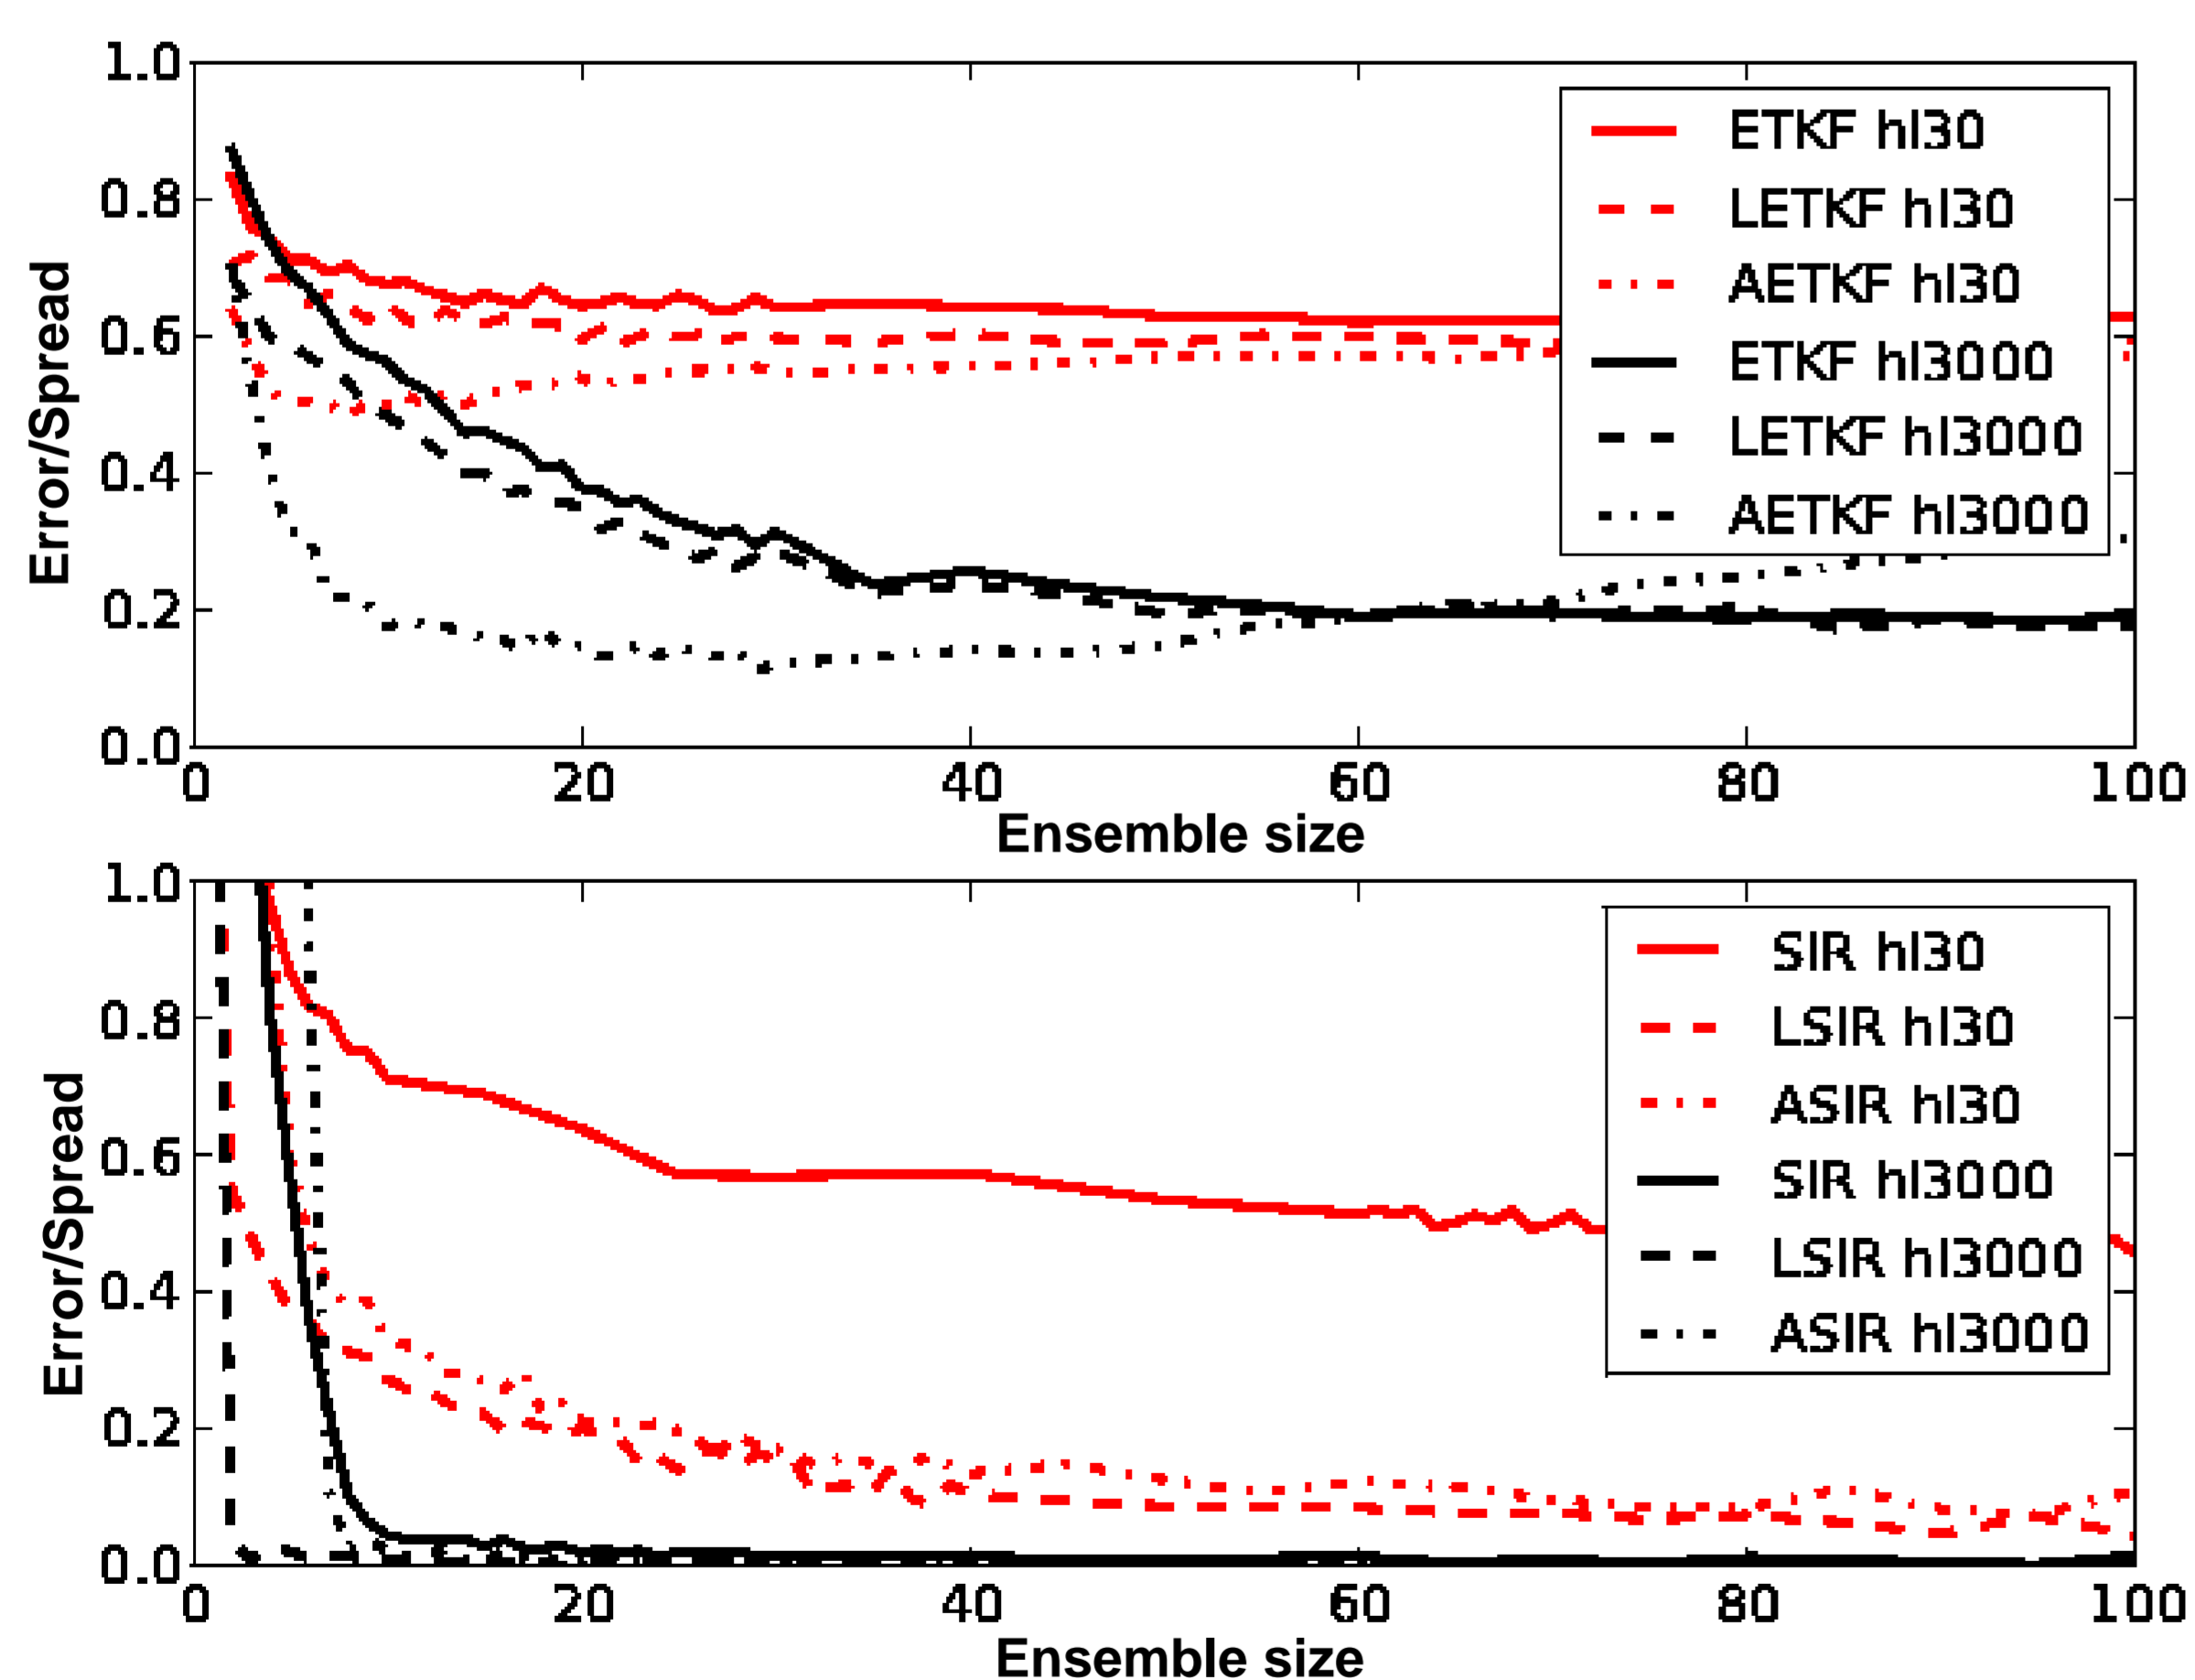 1.0
0.8
0.6
0.4
0.2
0.0
Error/Spread
ETKF hl30
LETKF hl30
AETKF hl30
ETKF hl3000
LETKF hl3000
AETKF hl3000
0 20 40 60 80 100
Ensemble size
1.0
0.8
0.6
0.4
0.2
0.0
Error/Spread
SIR hl30
LSIR hl30
ASIR hl30
SIR hl3000
LSIR hl3000
ASIR hl3000
0 20 40 60 80 100
Ensemble size